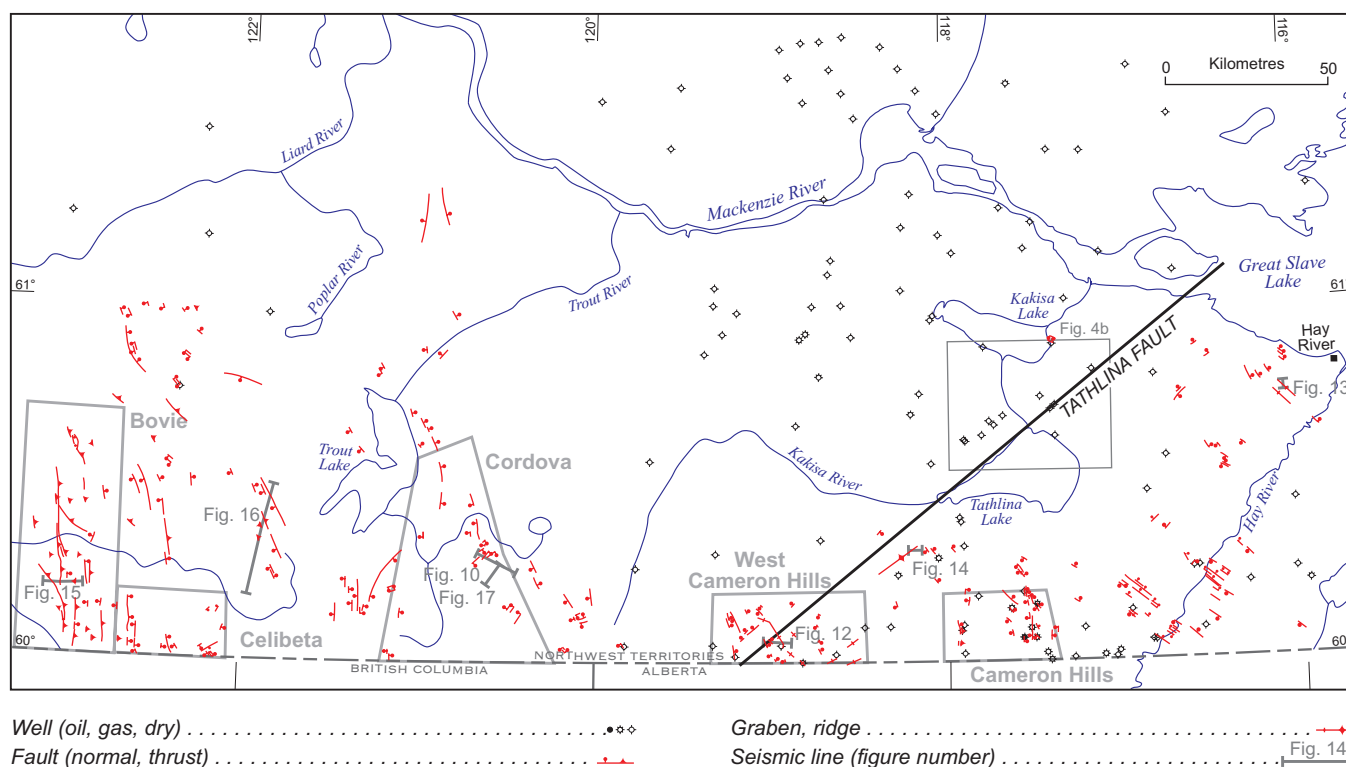 122°
120°
118°
116°
Kilometres
0 50
Liard River
Mackenzie River
Poplar River
Trout River
61°
61°
Great Slave
Lake
Kakisa
Lake
Fig. 4b
TATHLINA FAULT
Hay
River
Fig. 13
Bovie
Trout
Lake
Cordova
Kakisa River
Fig. 16
Tathlina
Lake
Hay River
Fig. 15
Fig. 10
Fig. 17
West
Cameron Hills
Fig. 14
Celibeta
Fig. 12
60°
60°
NORTHWEST TERRITORIES
BRITISH COLUMBIA
ALBERTA
Cameron Hills
Well (oil, gas, dry)
Fault (normal, thrust)
Graben, ridge
Seismic line (figure number)
Fig. 14